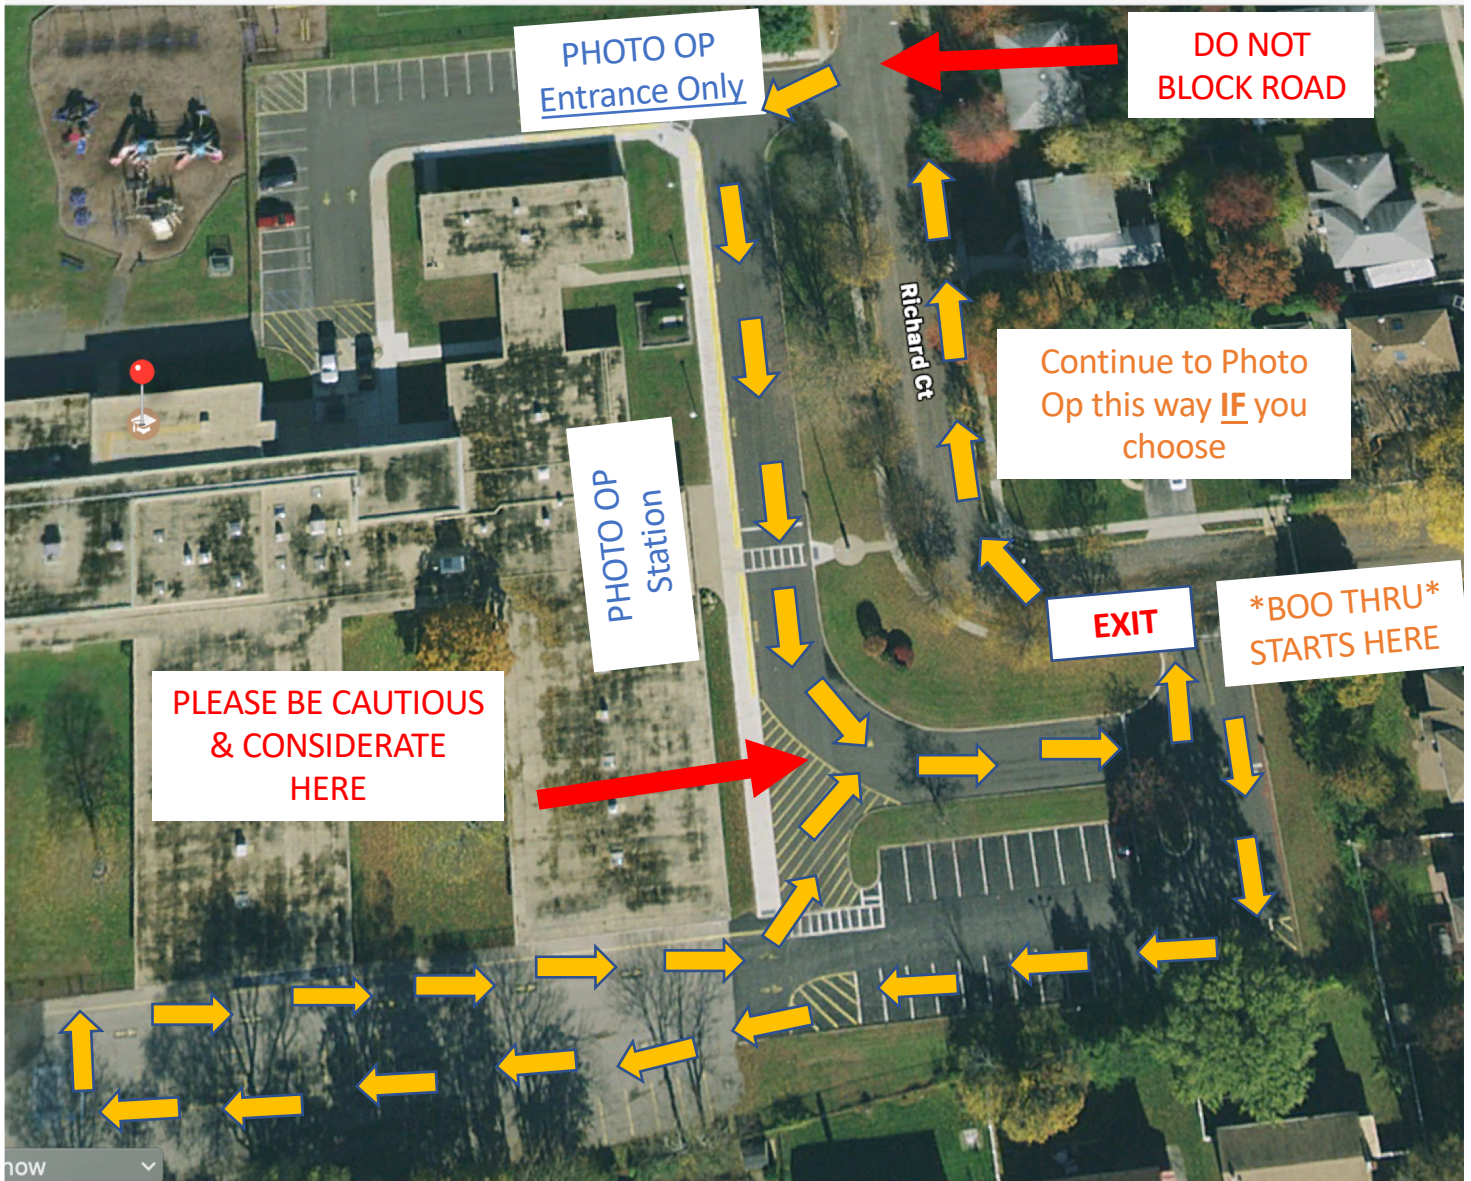 PHOTO OP
Entrance Only
DO NOT
BLOCK ROAD
Richard Ct
Continue to Photo
Op this way IF you
choose
PHOTO OP
Station
EXIT
*BOO THRU*
STARTS HERE
PLEASE BE CAUTIOUS
& CONSIDERATE
HERE
now